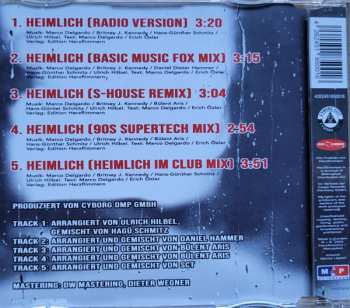 1. HEIMLICH (RADIO VERSION) 3:20
Musik: Marco Delgardo / Britney J. Kennedy / Hans-Günther Schmitz /
Ulrich Hilbel, Text: Marco Delgardo / Erich Öxler
Verlag: Edition Herzflimmern
2. HEIMLICH (BASIC MUSIC FOX MIX) 3:15
Musik: Marco Delgardo / Britney J. Kennedy / Daniel Dieter Hammer /
Hans-Günther Schmitz / Ulrich Hilbel, Text: Marco Delgardo / Erich Öxler
Verlag: Edition Herzflimmern
3. HEIMLICH (S-HOUSE REMIX) 3:04
Musik: Marco Delgardo / Britney J. Kennedy / Bülent Aris /
Hans-Günther Schmitz / Ulrich Hilbel, Text: Marco Delgardo / Erich Öxler
Verlag: Edition Herzflimmern
4. HEIMLICH (90S SUPERTECH MIX) 2:54
Musik: Marco Delgardo / Britney J. Kennedy / Bülent Aris /
Hans-Günther Schmitz / Ulrich Hilbel, Text: Marco Delgardo / Erich Öxler
Verlag: Edition Herzflimmern
5. HEIMLICH (HEIMLICH IM CLUB MIX) 3:51
Musik: Marco Delgardo / Britney J. Kennedy / Hans-Günther Schmitz /
Ulrich Hilbel, Text: Marco Delgardo / Erich Öxler
Verlag: Edition Herzflimmern
PRODUZIERT VON CYBORG DMP GMBH
TRACK 1 ARRANGIERT VON ULRICH HILBEL,
GEMISCHT VON HAGÜ SCHMITZ
TRACK 2 ARRANGIERT UND GEMISCHT VON DANIEL HAMMER
TRACK 3 ARRANGIERT UND GEMISCHT VON BÜLENT ARIS
TRACK 4 ARRANGIERT UND GEMISCHT VON BÜLENT ARIS
TRACK 5 ARRANGIERT UND GEMISCHT VON SCT
MASTERING: DW MASTERING, DIETER WEGNER